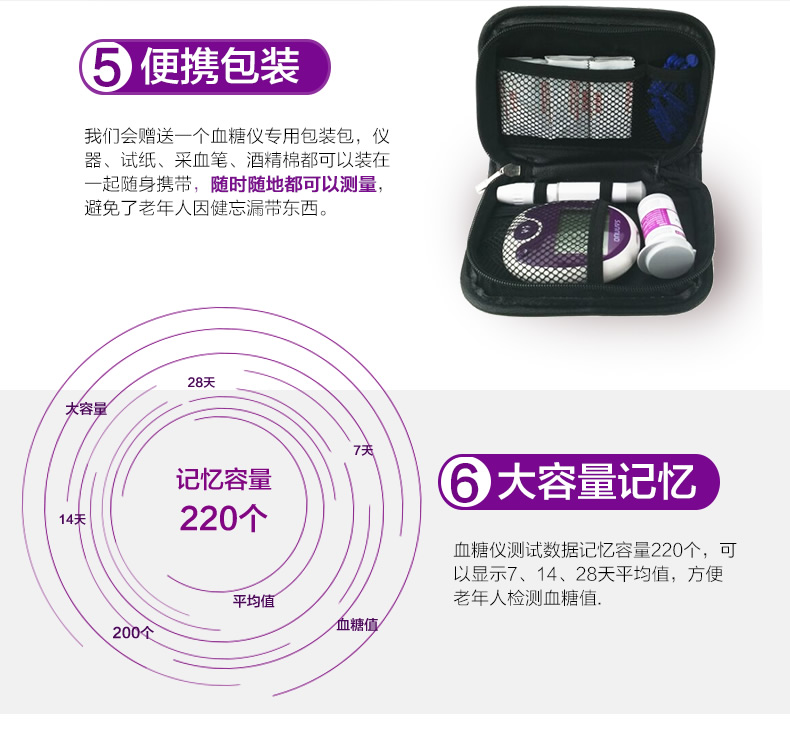 5 便携包装
我们会赠送一个血糖仪专用包装包，仪
器、试纸、采血笔、酒精棉都可以装在
一起随身携带，随时随地都可以测量，
避免了老年人因健忘漏带东西。
28天
大容量
7天
记忆容量
220个
14天
平均值
血糖值
200个
6 大容量记忆
血糖仪测试数据记忆容量220个，可
以显示7、14、28天平均值，方便
老年人检测血糖值.